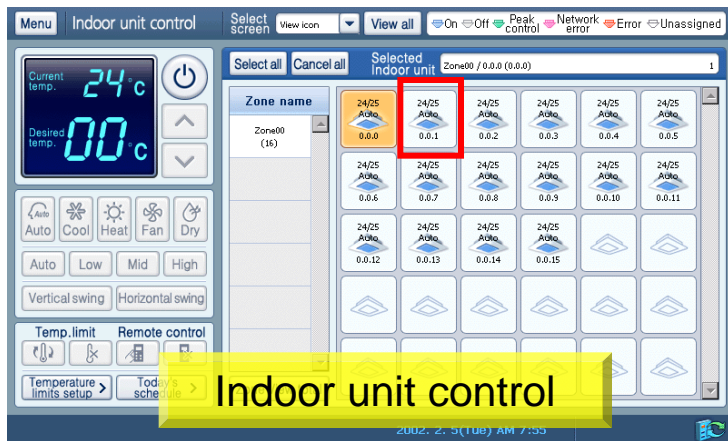 Menu
Indoor unit control
Select screen
View icon
View all
On
Off
Peak control
Network error
Error
Unassigned
Current temp. 24°c
Desired temp. 00°c
Select all
Cancel all
Selected Indoor unit
Zone00 / 0.0.0 (0.0.0)
1
Zone name
Zone00
(16)
24/25 Auto 0.0.0
24/25 Auto 0.0.1
24/25 Auto 0.0.2
24/25 Auto 0.0.3
24/25 Auto 0.0.4
24/25 Auto 0.0.5
24/25 Auto 0.0.6
24/25 Auto 0.0.7
24/25 Auto 0.0.8
24/25 Auto 0.0.9
24/25 Auto 0.0.10
24/25 Auto 0.0.11
24/25 Auto 0.0.12
24/25 Auto 0.0.13
24/25 Auto 0.0.14
24/25 Auto 0.0.15
Auto
Auto Cool Heat Fan Dry
Auto Low Mid High
Vertical swing Horizontal swing
Temp.limit Remote control
Temperature limits setup >
Today's schedule >
Indoor unit control
2002. 2. 5(Tue) AM 7:55